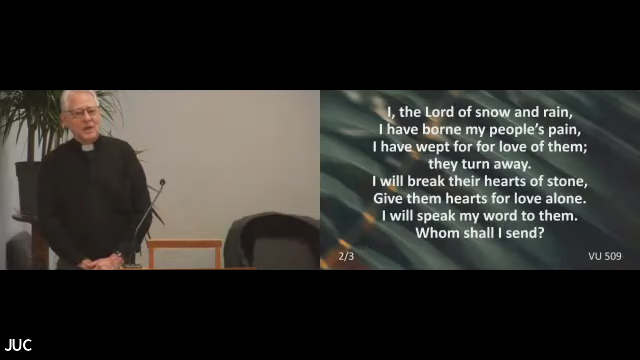 I, the Lord of snow and rain,
I have borne my people's pain,
I have wept for for love of them;
they turn away.
I will break their hearts of stone,
Give them hearts for love alone.
I will speak my word to them.
Whom shall I send?
2/3
VU 509
JUC